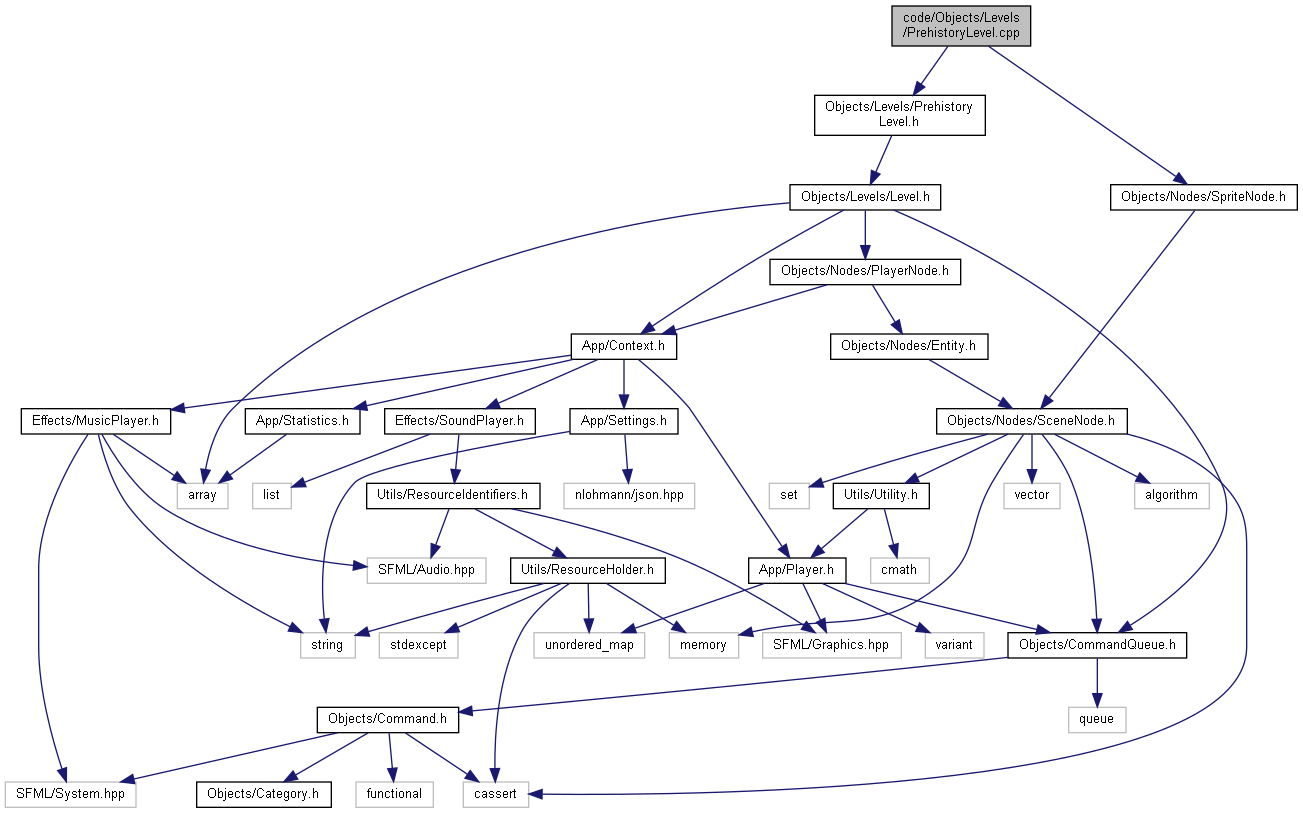 code/Objects/Levels
/PrehistoryLevel.cpp
Objects/Levels/Prehistory
Level.h
Objects/Levels/Level.h
Objects/Nodes/SpriteNode.h
Objects/Nodes/PlayerNode.h
App/Context.h
Objects/Nodes/Entity.h
Effects/MusicPlayer.h
App/Statistics.h
Effects/SoundPlayer.h
App/Settings.h
Objects/Nodes/SceneNode.h
array
list
Utils/ResourceIdentifiers.h
nlohmann/json.hpp
set
Utils/Utility.h
vector
algorithm
SFML/Audio.hpp
Utils/ResourceHolder.h
App/Player.h
cmath
string
stdexcept
unordered_map
memory
SFML/Graphics.hpp
variant
Objects/CommandQueue.h
Objects/Command.h
queue
SFML/System.hpp
Objects/Category.h
functional
cassert